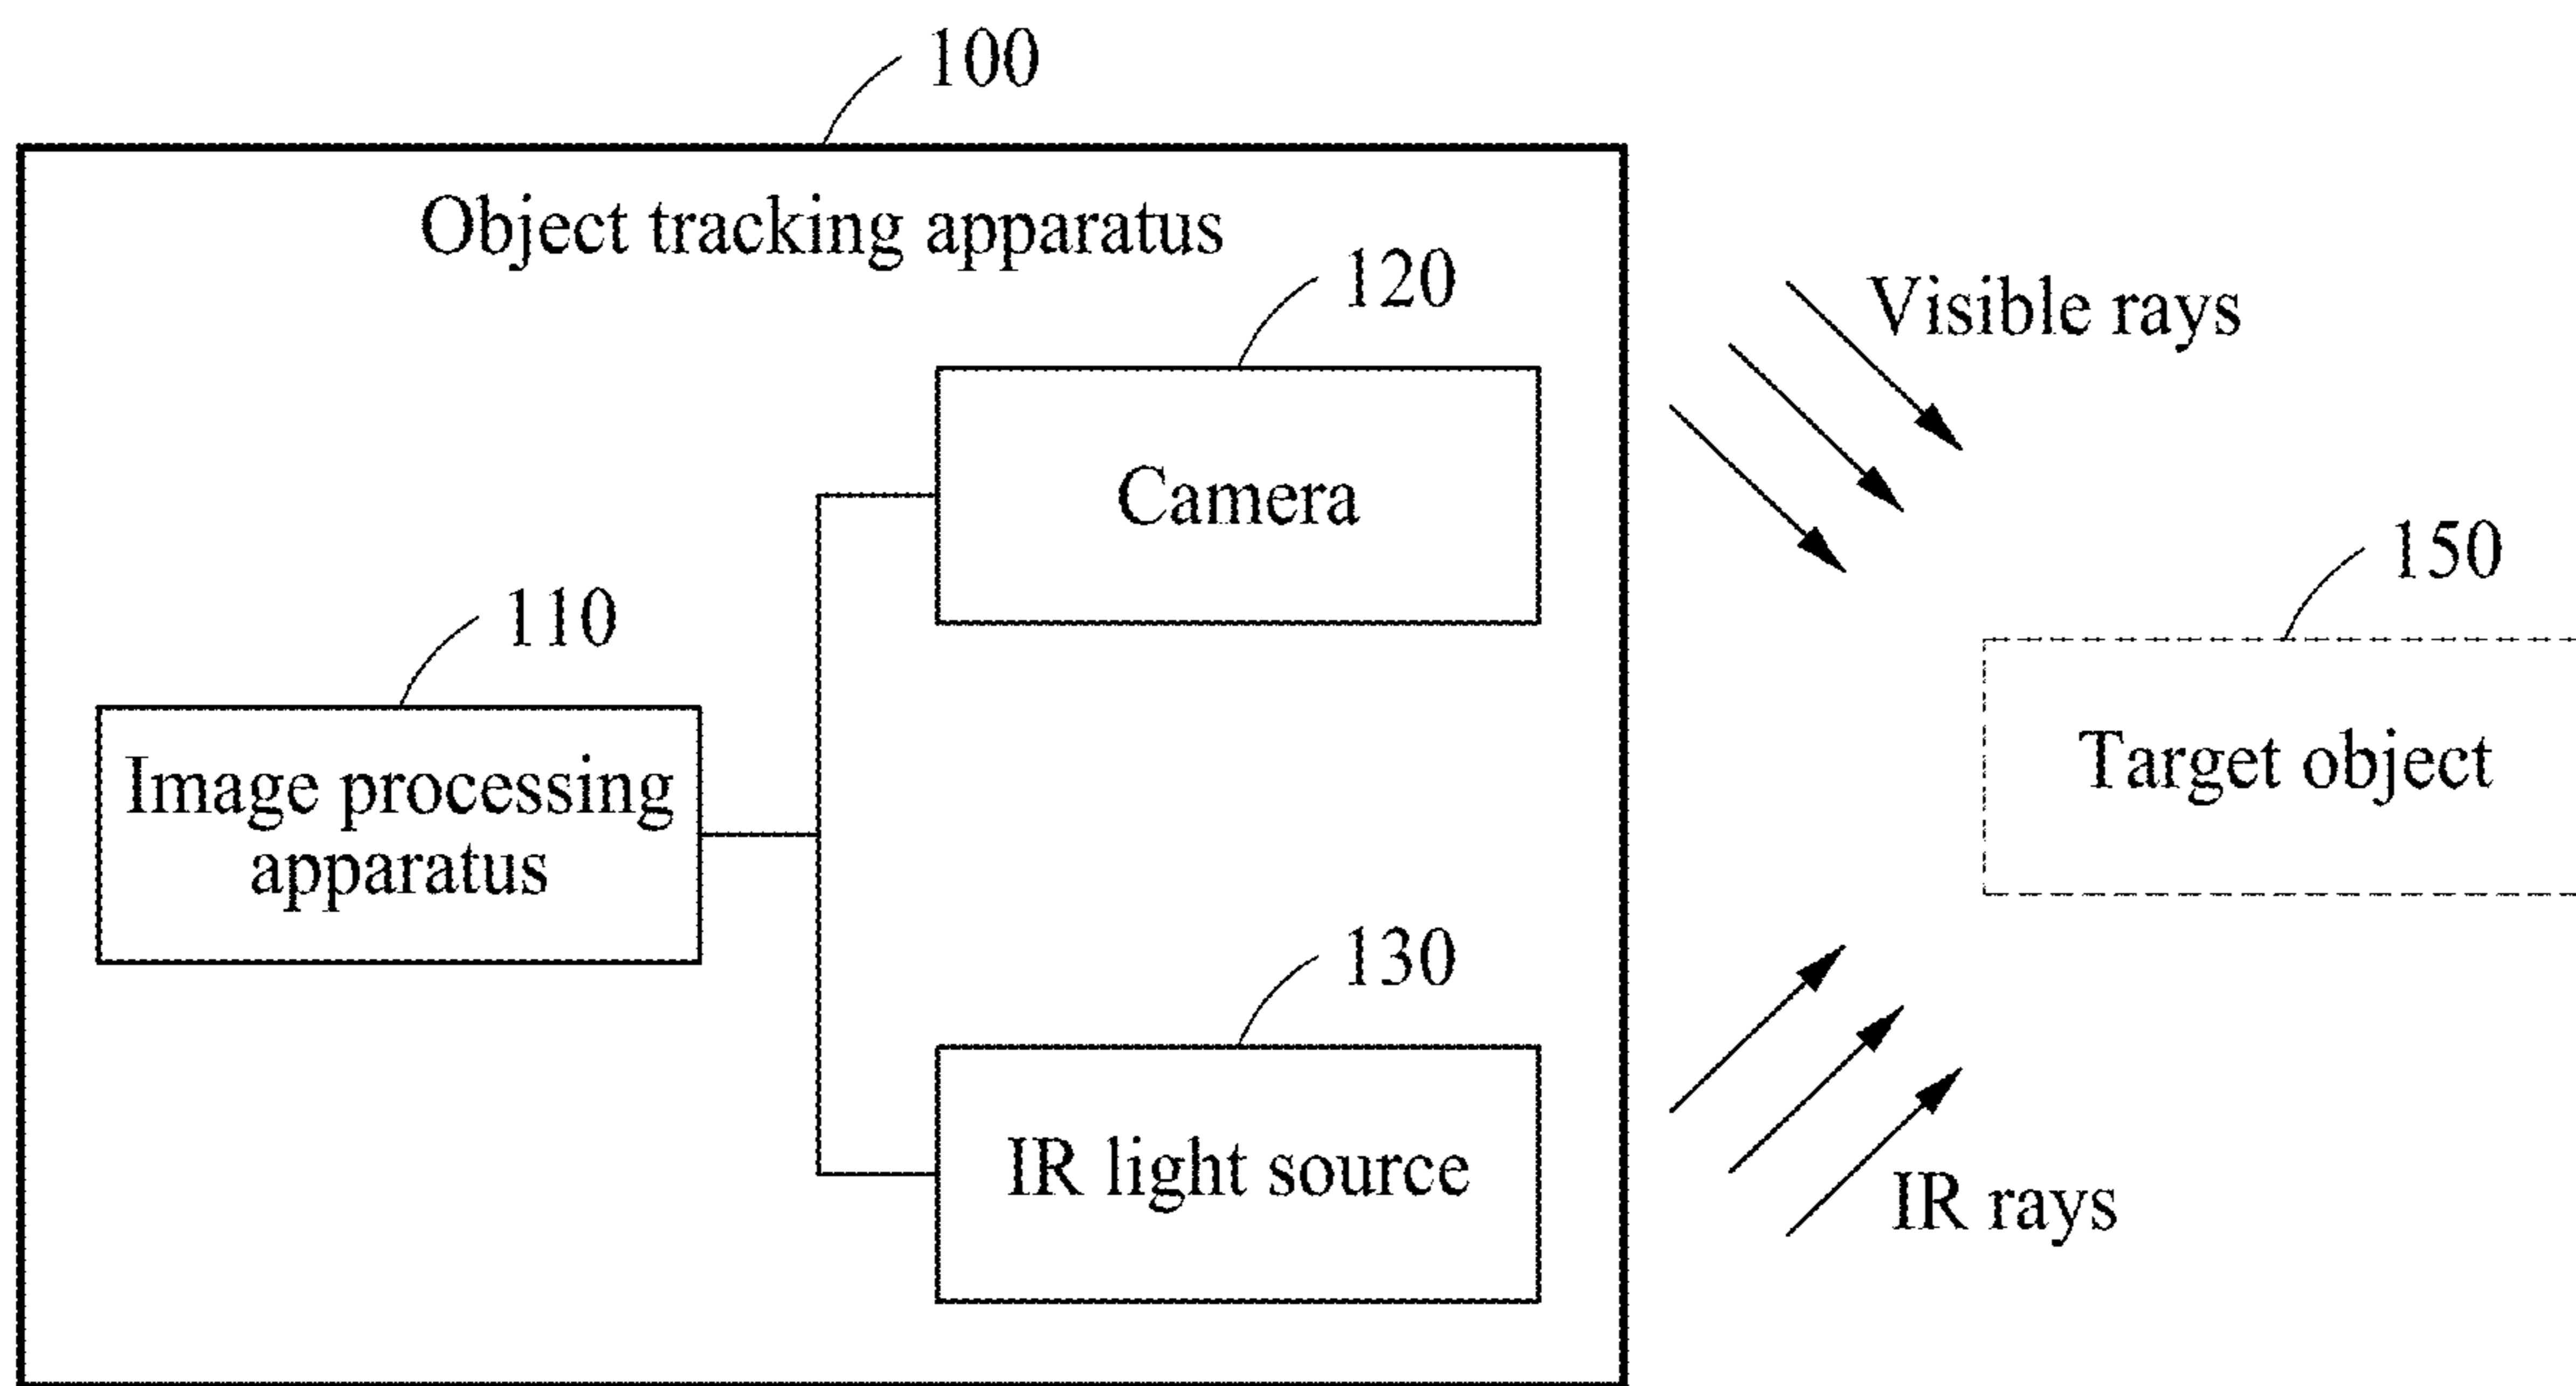 100
Object tracking apparatus
120
Visible rays
Camera
150
110
Target object
Image processing
apparatus
130
IR light source
IR rays